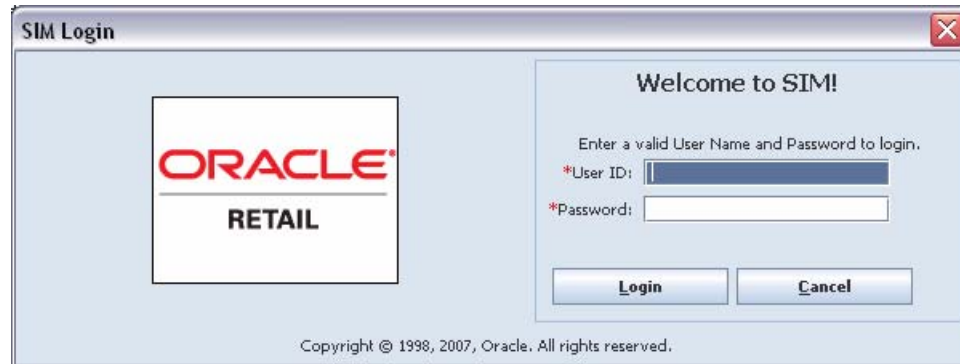 SIM Login
ORACLE®
RETAIL
Welcome to SIM!
Enter a valid User Name and Password to login.
*User ID:
*Password:
Login
Cancel
Copyright © 1998, 2007, Oracle. All rights reserved.